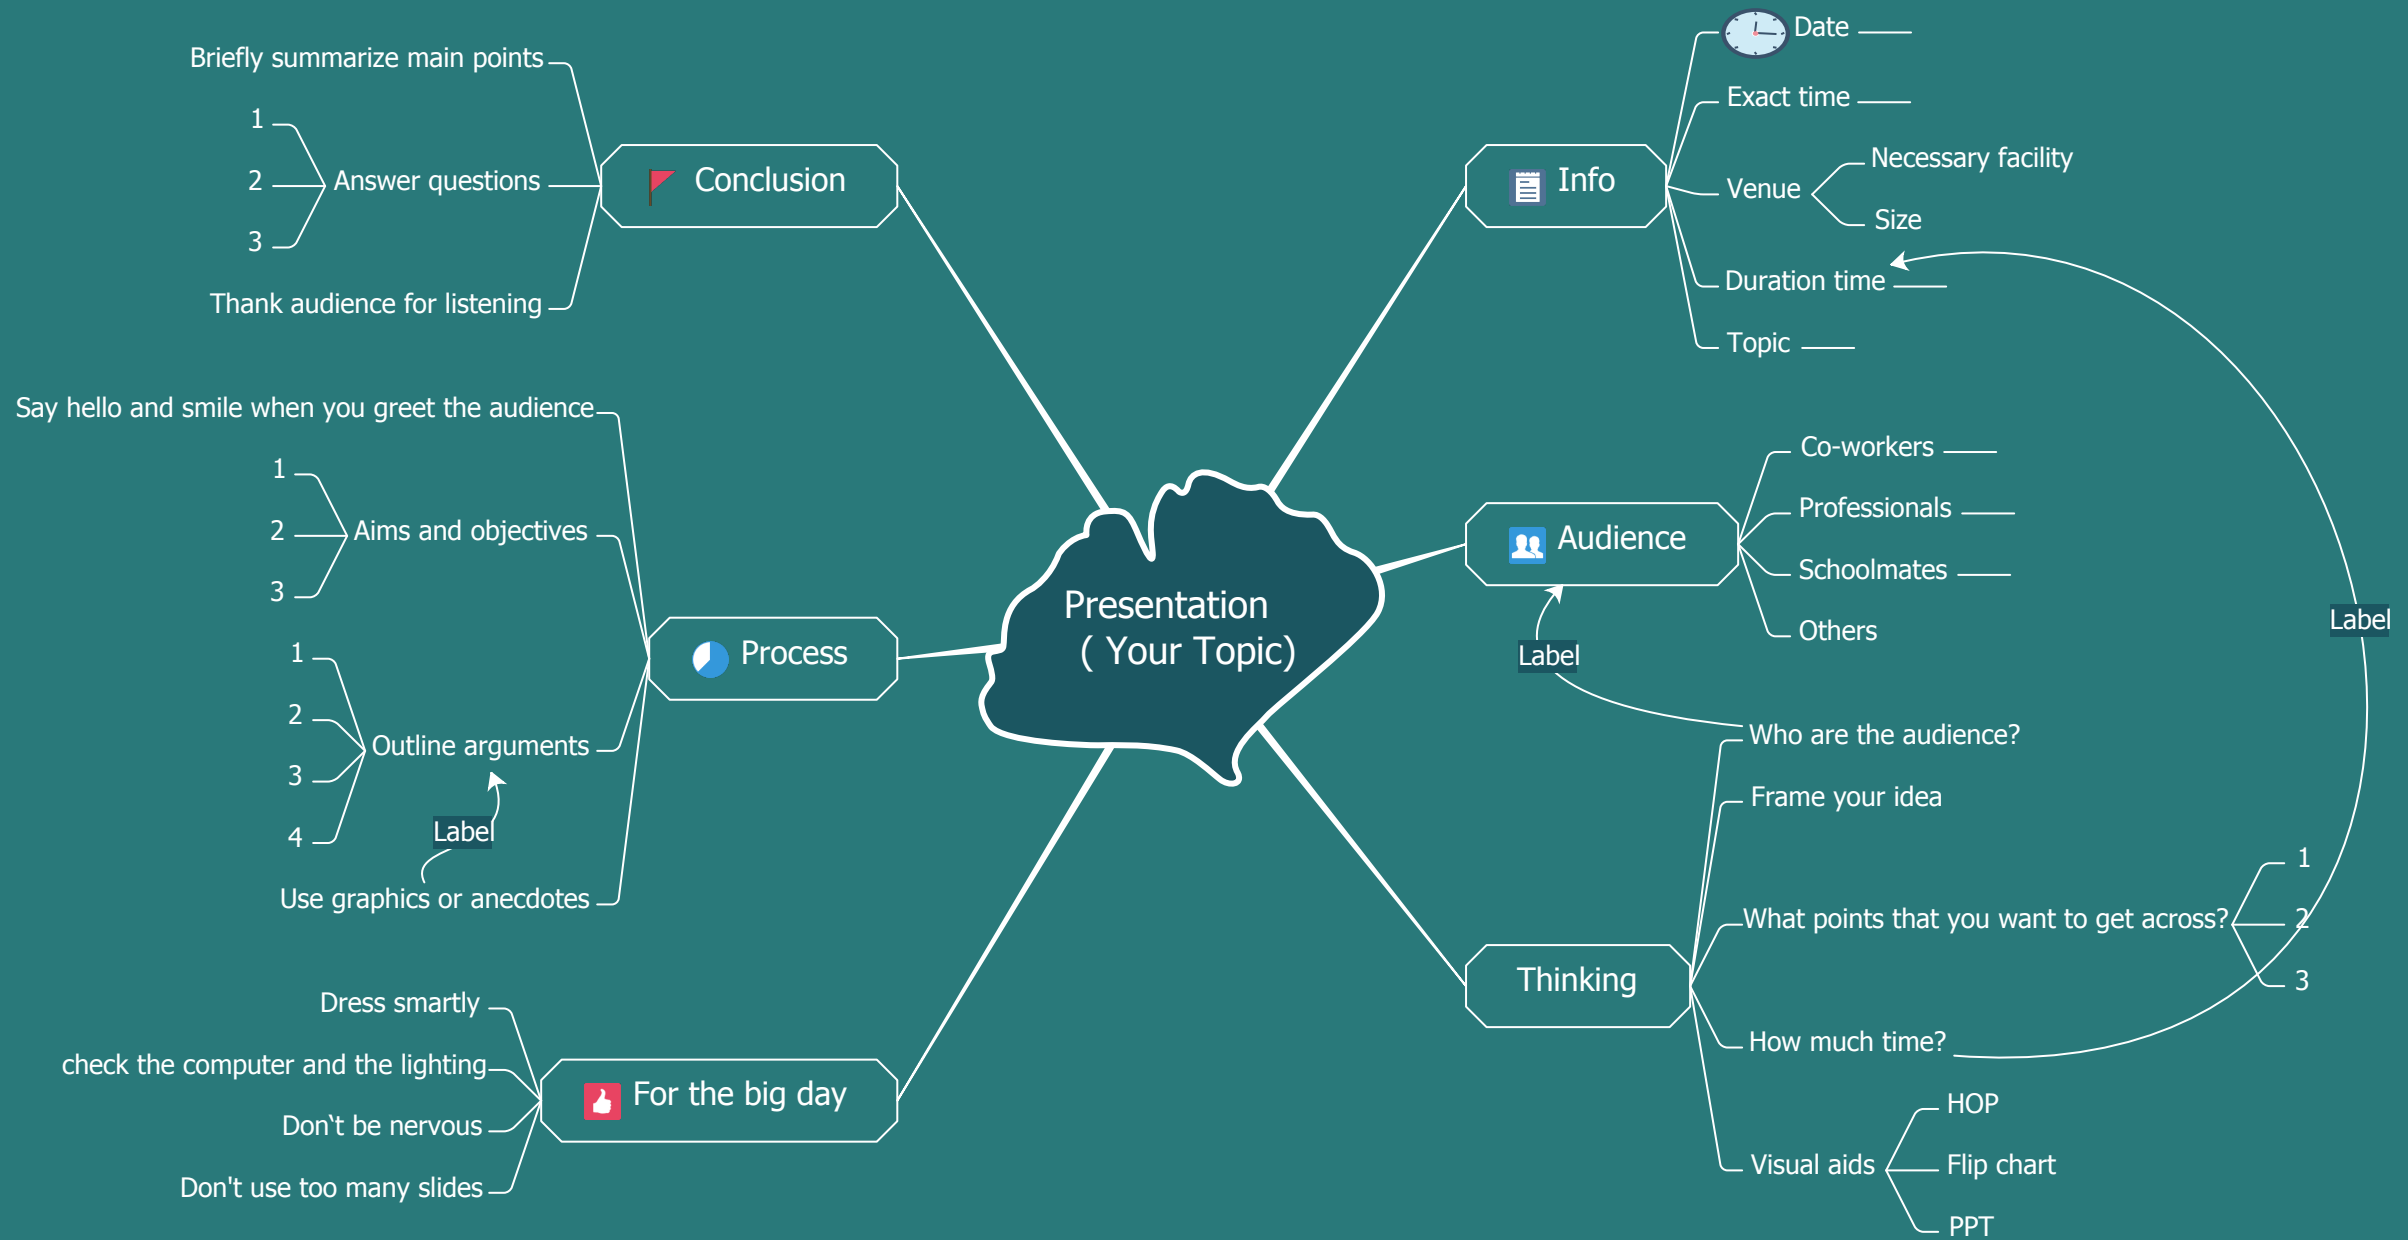 Presentation
( Your Topic)
Info
Date
Exact time
Venue
Necessary facility
Size
Duration time
Topic
Audience
Co-workers
Professionals
Schoolmates
Others
Label
Label
Thinking
Who are the audience?
Frame your idea
What points that you want to get across?
1
2
3
How much time?
Visual aids
HOP
Flip chart
PPT
Conclusion
Briefly summarize main points
Answer questions
1
2
3
Thank audience for listening
Process
Say hello and smile when you greet the audience
Aims and objectives
1
2
3
Outline arguments
1
2
3
4
Label
Use graphics or anecdotes
For the big day
Dress smartly
check the computer and the lighting
Don‘t be nervous
Don't use too many slides